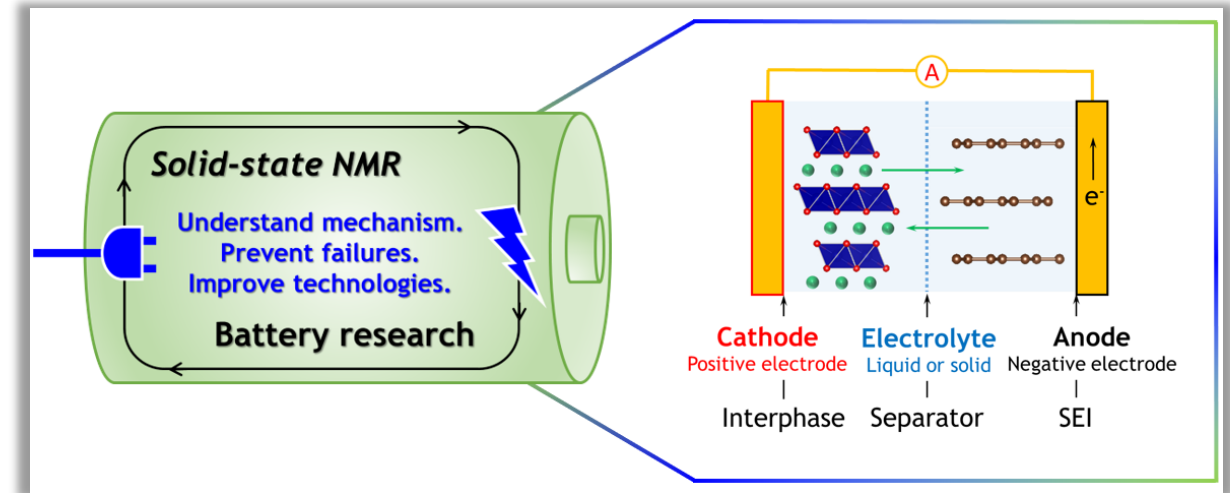 Solid-state NMR
Understand mechanism.
Prevent failures.
Improve technologies.
Battery research
A
e-
Cathode
Positive electrode
Interphase
Electrolyte
Liquid or solid
Separator
Anode
Negative electrode
SEI